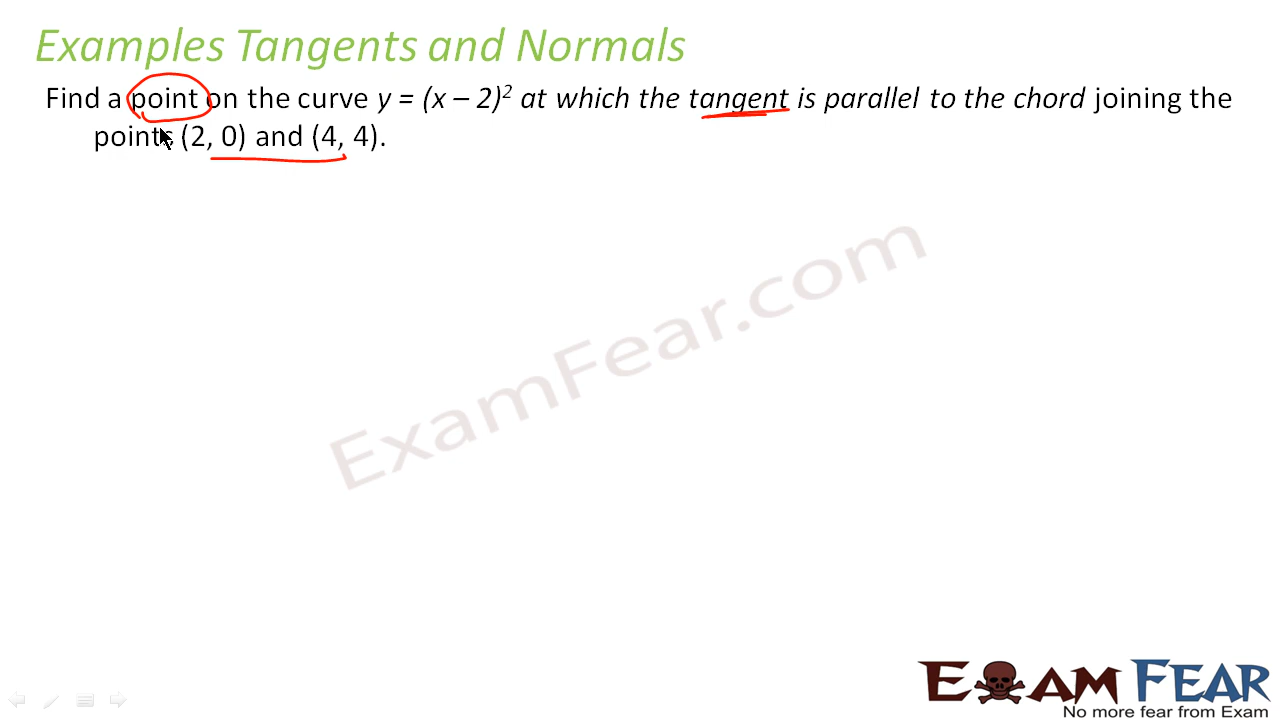 Examples Tangents and Normals
Find a point on the curve y = (x – 2)² at which the tangent is parallel to the chord joining the
points (2, 0) and (4, 4).
ExamFear.com
EXAM FEAR
No more fear from Exam